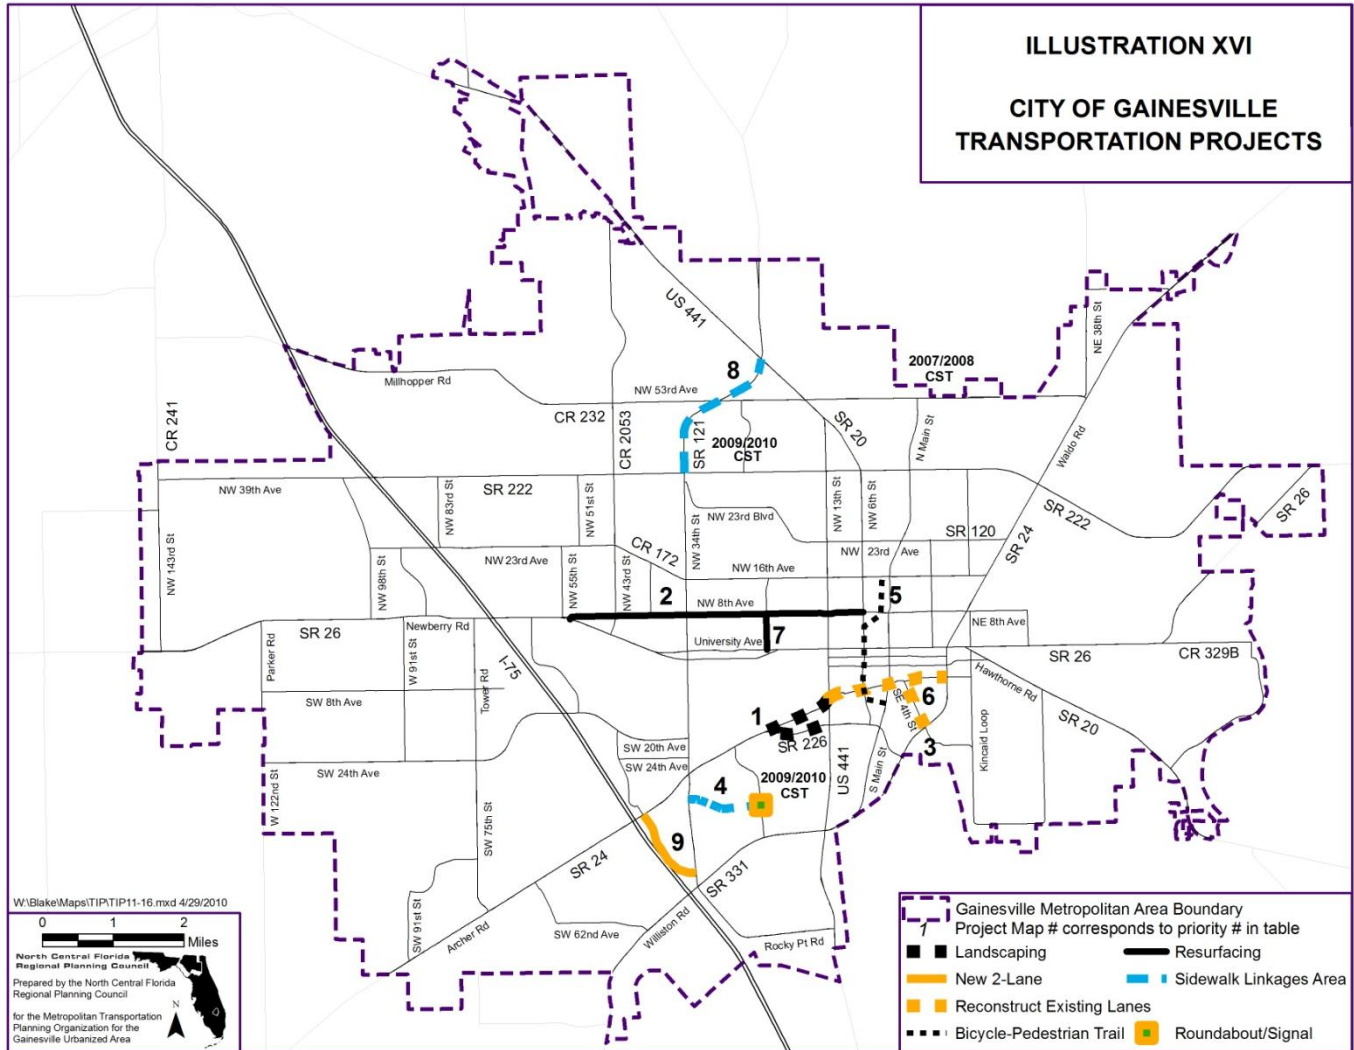 ILLUSTRATION XVI
CITY OF GAINESVILLE
TRANSPORTATION PROJECTS
US 441
NE 38th St
8
2007/2008
CST
Millhopper Rd
NW 53rd Ave
CR 241
CR 232
CR 2053
SR 121
SR 20
N Main St
Waldo Rd
2009/2010
CST
NW 39th Ave
SR 222
NW 83rd St
NW 51st St
NW 13th St
NW 6th St
SR 222
SR 26
NW 23rd Blvd
SR 120
SR 24
NW 143rd St
NW 98th St
NW 23rd Ave
CR 172
NW 34th St
NW 23rd Ave
NW 16th Ave
NW 55th St
NW 43rd St
2
NW 8th Ave
5
SR 26
Newberry Rd
NE 8th Ave
University Ave
7
Parker Rd
W 91st St
Tower Rd
I-75
SR 26
CR 329B
Hawthorne Rd
SW 8th Ave
SE 4th St
6
SR 20
1
SR 226
3
Kincaid Loop
SW 20th Ave
SW 24th Ave
SW 24th Ave
W 122nd St
US 441
S Main St
4
2009/2010
CST
SW 75th St
9
SR 24
SR 331
SW 91st St
Archer Rd
SW 62nd Ave
Williston Rd
Rocky Pt Rd
W:\Blake\Maps\TIP\TIP11-16.mxd 4/29/2010
0 1 2
Miles
North Central Florida
Regional Planning Council
Prepared by the North Central Florida
Regional Planning Council
N
for the Metropolitan Transportation
Planning Organization for the
Gainesville Urbanized Area
Gainesville Metropolitan Area Boundary
1 Project Map # corresponds to priority # in table
Landscaping
Resurfacing
New 2-Lane
Sidewalk Linkages Area
Reconstruct Existing Lanes
Bicycle-Pedestrian Trail
Roundabout/Signal